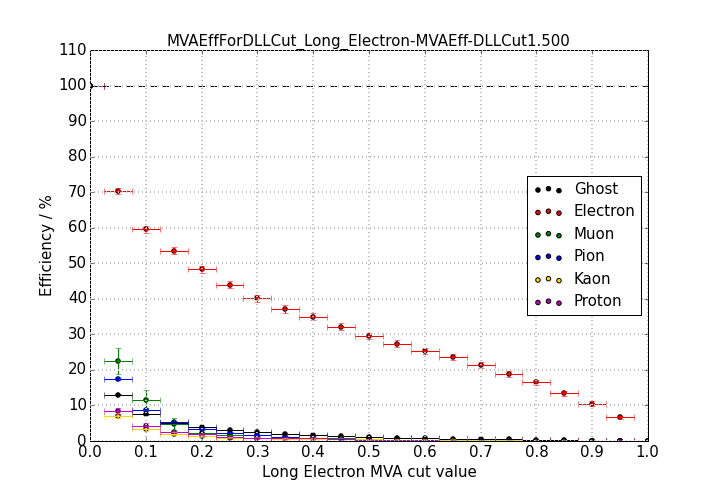 MVAEffForDLLCut_Long_Electron-MVAEff-DLLCut1.500
110
100
90
80
70
60
50
40
30
20
10
0
Efficiency / %
Ghost
Electron
Muon
Pion
Kaon
Proton
0.0 0.1 0.2 0.3 0.4 0.5 0.6 0.7 0.8 0.9 1.0
Long Electron MVA cut value